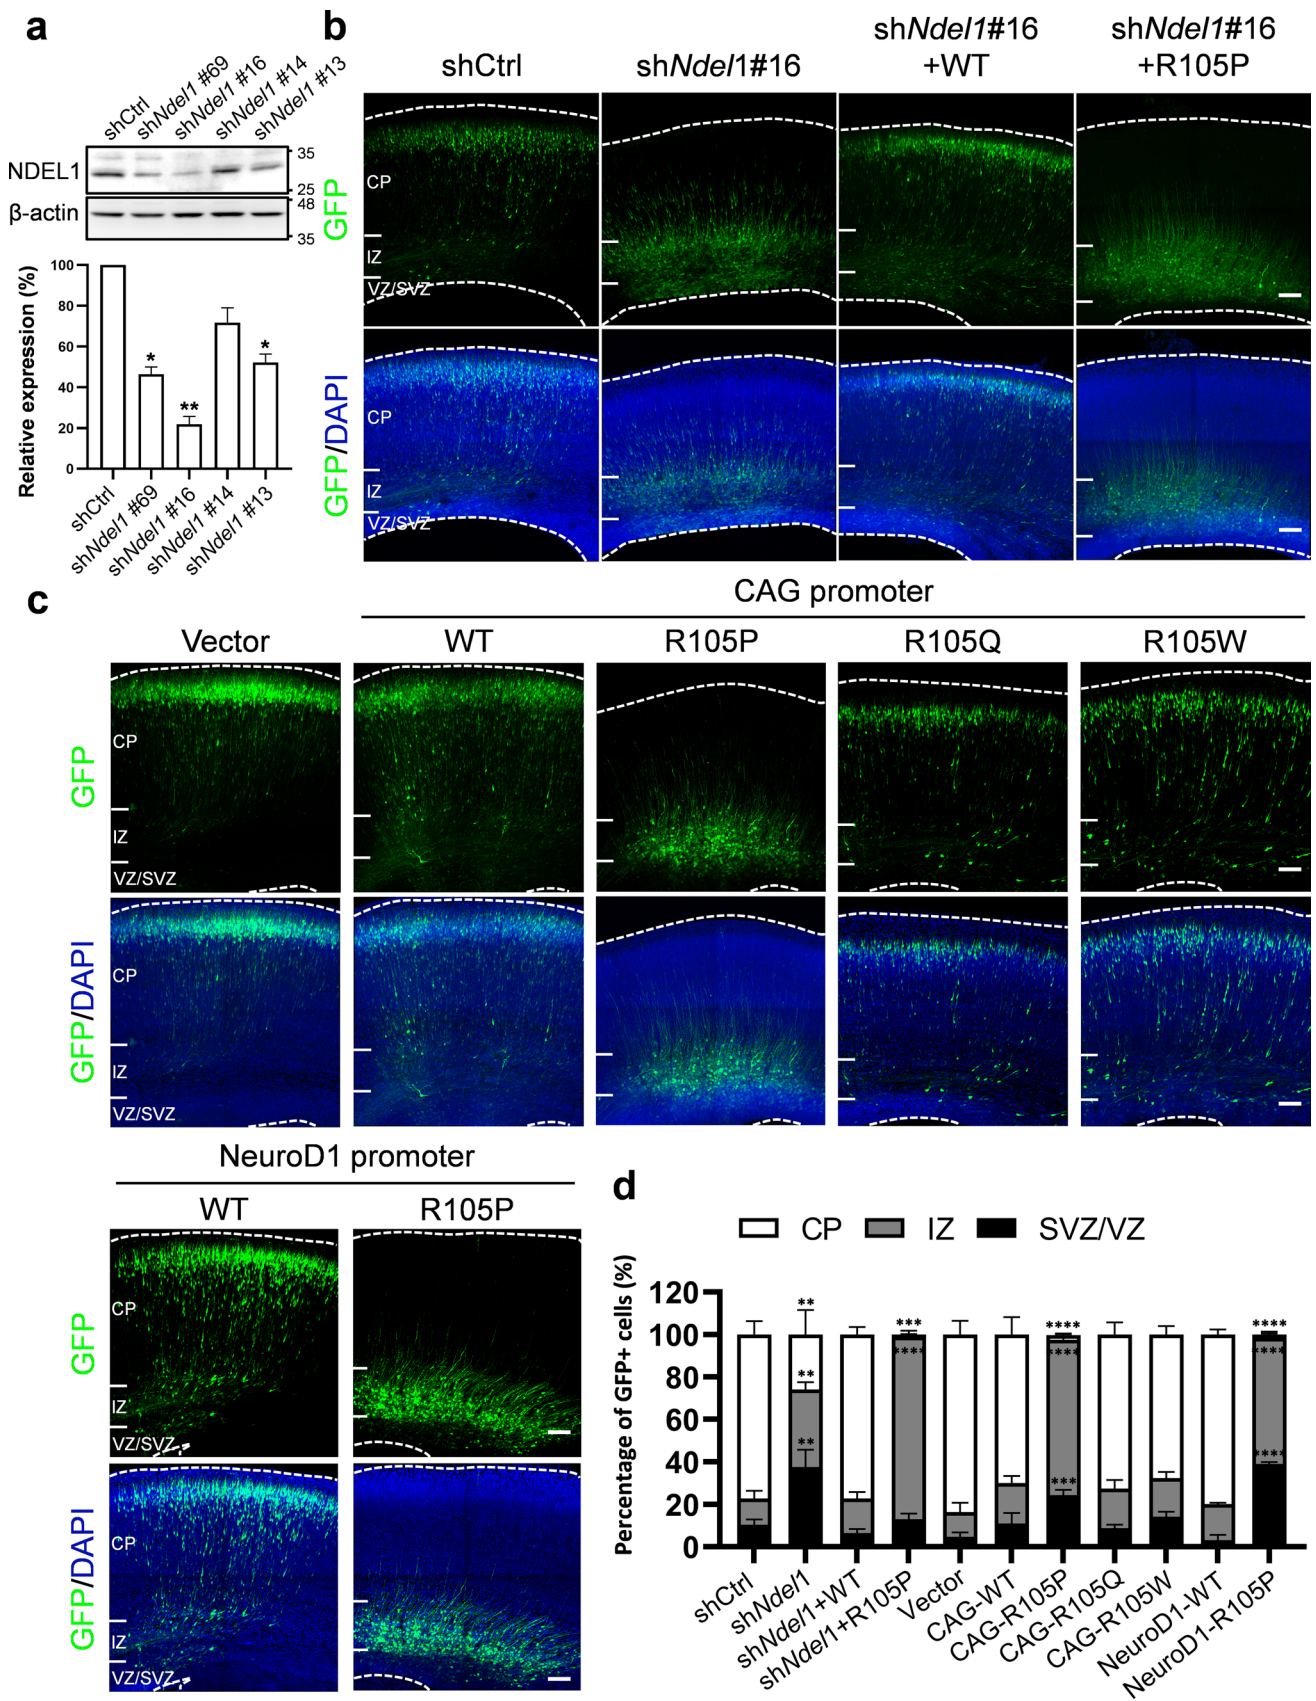 a
shCtrl
shNdel1 #69
shNdel1 #16
shNdel1 #14
shNdel1 #13
NDEL1
35
25
β-actin
48
35
Relative expression (%)
100
80
60
40
20
0
*
**
*
shCtrl
shNdel1 #69
shNdel1 #16
shNdel1 #14
shNdel1 #13
b
shCtrl
shNdel1#16
shNdel1#16
+WT
shNdel1#16
+R105P
GFP
CP
IZ
VZ/SVZ
GFP/DAPI
CP
IZ
VZ/SVZ
c
CAG promoter
Vector
WT
R105P
R105Q
R105W
GFP
CP
IZ
VZ/SVZ
GFP/DAPI
CP
IZ
VZ/SVZ
NeuroD1 promoter
WT
R105P
GFP
CP
IZ
VZ/SVZ
GFP/DAPI
CP
IZ
VZ/SVZ
d
CP
IZ
SVZ/VZ
Percentage of GFP+ cells (%)
120
100
80
60
40
20
0
**
**
**
***
****
****
****
***
****
****
****
shCtrl
shNdel1
shNdel1+WT
shNdel1+R105P
Vector
CAG-WT
CAG-R105P
CAG-R105Q
CAG-R105W
NeuroD1-WT
NeuroD1-R105P